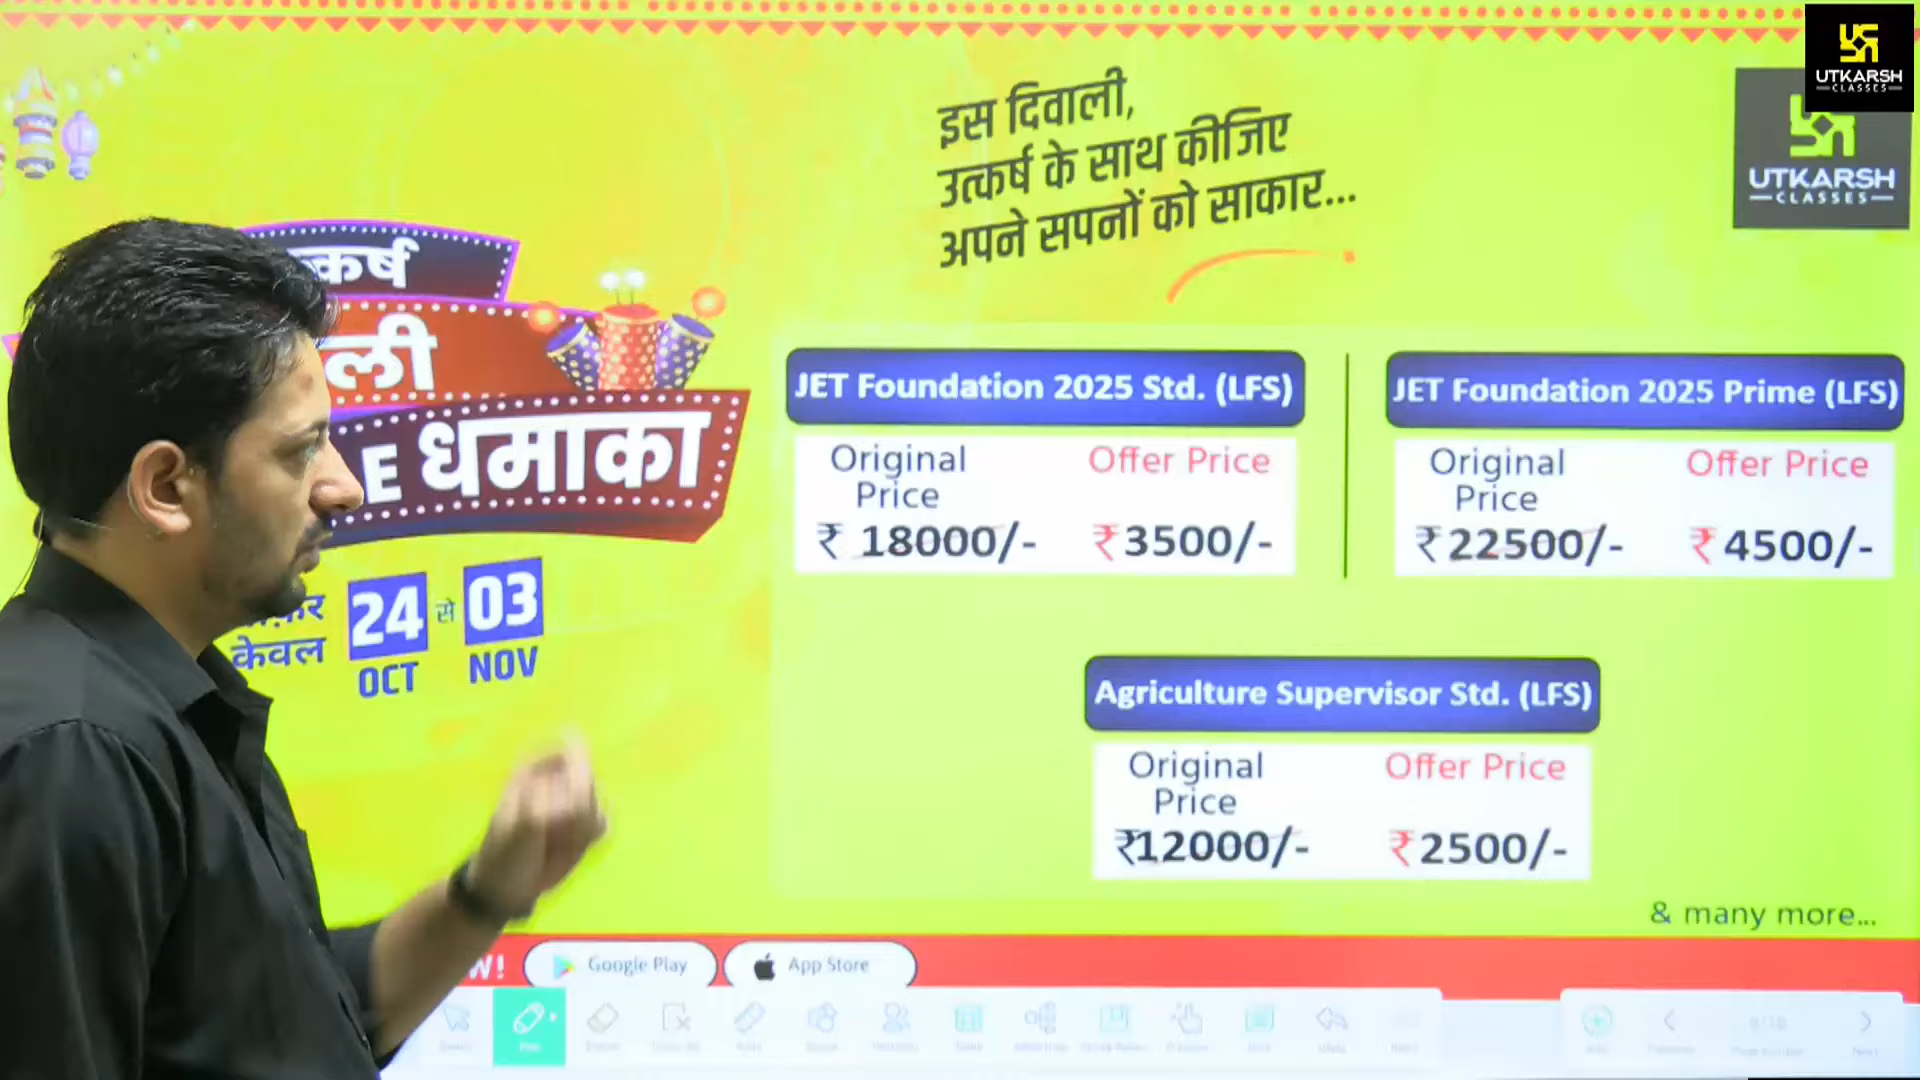 UTKARSH
CLASSES
UTKARSH
CLASSES
इस दिवाली,
उत्कर्ष के साथ कीजिए
अपने सपनों को साकार...
धमाका
केवल
24 से 03
OCT NOV
JET Foundation 2025 Std. (LFS)
Original Price
Offer Price
₹ 18000/-
₹3500/-
JET Foundation 2025 Prime (LFS)
Original Price
Offer Price
₹22500/-
₹4500/-
Agriculture Supervisor Std. (LFS)
Original Price
Offer Price
₹12000/-
₹2500/-
& many more...
Google Play
App Store